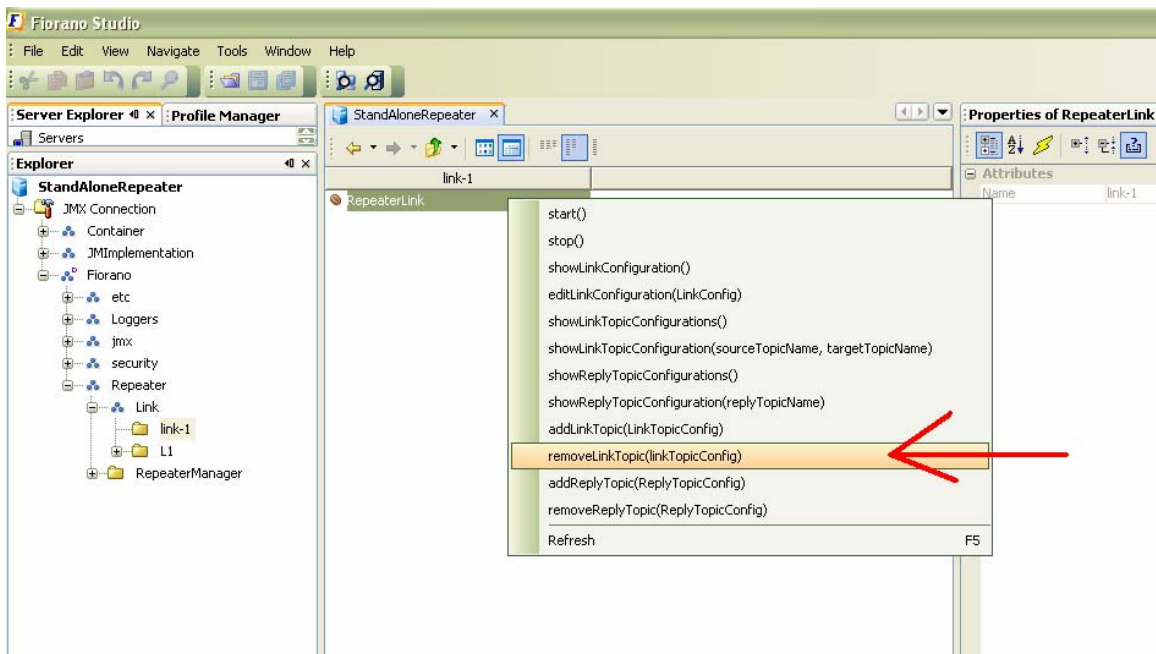 Fiorano Studio
File Edit View Navigate Tools Window Help
Server Explorer Profile Manager
Servers
Explorer
StandAloneRepeater
JMX Connection
Container
JMImplementation
Fiorano
etc
Loggers
jmx
security
Repeater
Link
link-1
L1
RepeaterManager
StandAloneRepeater
link-1
RepeaterLink
start()
stop()
showLinkConfiguration()
editLinkConfiguration(LinkConfig)
showLinkTopicConfigurations()
showLinkTopicConfiguration(sourceTopicName, targetTopicName)
showReplyTopicConfigurations()
showReplyTopicConfiguration(replyTopicName)
addLinkTopic(LinkTopicConfig)
removeLinkTopic(linkTopicConfig)
addReplyTopic(ReplyTopicConfig)
removeReplyTopic(ReplyTopicConfig)
Refresh F5
Properties of RepeaterLink
Attributes
Name link-1